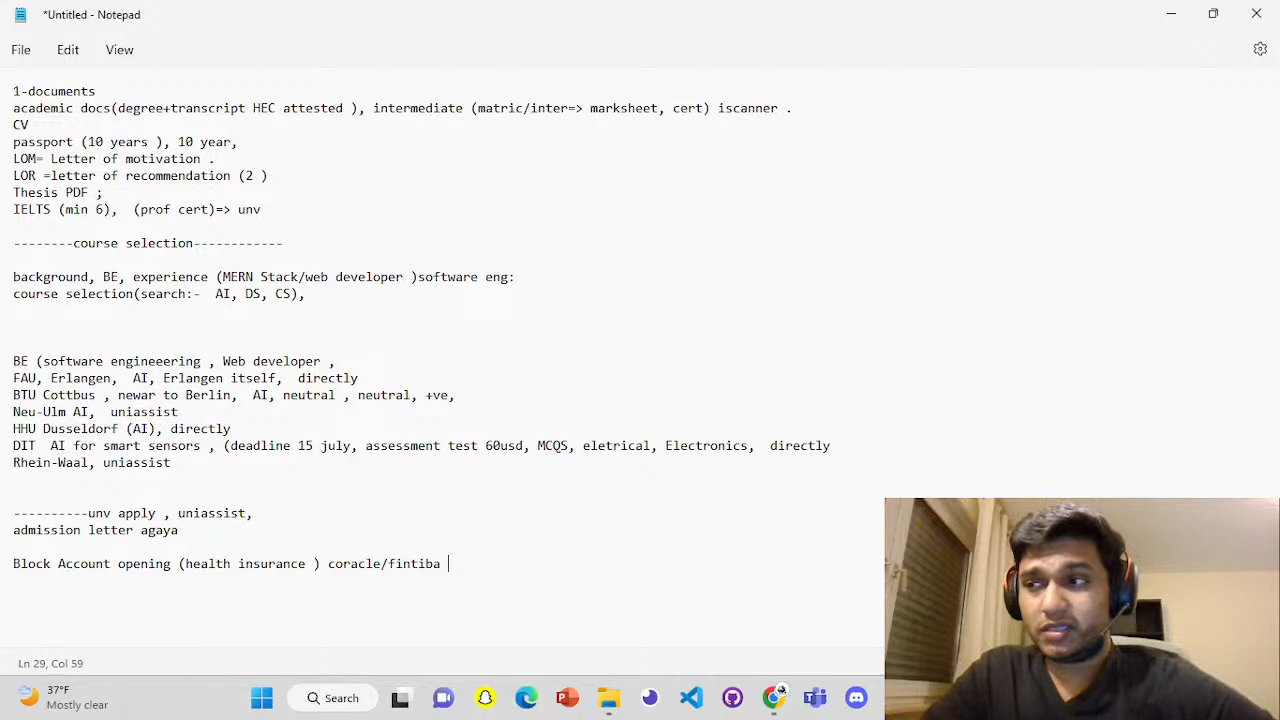 *Untitled - Notepad
File Edit View
1-documents
academic docs(degree+transcript HEC attested ), intermediate (matric/inter=> marksheet, cert) iscanner .
CV
passport (10 years ), 10 year,
LOM= Letter of motivation .
LOR =letter of recommendation (2 )
Thesis PDF ;
IELTS (min 6),  (prof cert)=> unv
--------course selection------------
background, BE, experience (MERN Stack/web developer )software eng:
course selection(search:-  AI, DS, CS),
BE (software engineeering , Web developer ,
FAU, Erlangen,  AI, Erlangen itself,  directly
BTU Cottbus , newar to Berlin,  AI, neutral , neutral, +ve,
Neu-Ulm AI,  uniassist
HHU Dusseldorf (AI), directly
DIT  AI for smart sensors , (deadline 15 july, assessment test 60usd, MCQS, eletrical, Electronics,  directly
Rhein-Waal, uniassist
----------unv apply , uniassist,
admission letter agaya
Block Account opening (health insurance ) coracle/fintiba
Ln 29, Col 59
37°F
Mostly clear
Search